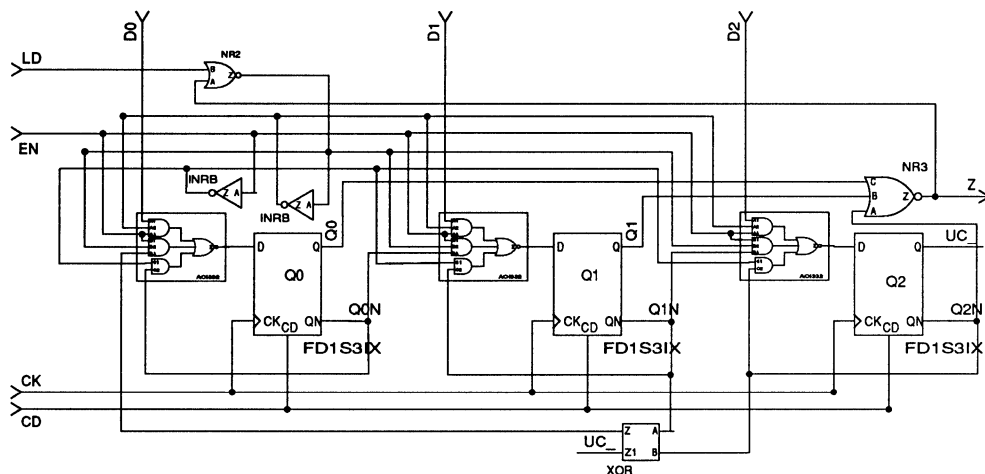 D0
D1
D2
LD
NR2
B
A
Z
EN
INRB
Z A
INRB
Z A
NR3
C
B
A
Z
Z
Q0
Q1
D
Q
Q0
CK
CD
QN
Q0N
FD1S3IX
D
Q
Q1
CK
CD
QN
Q1N
FD1S3IX
D
Q
Q2
CK
CD
QN
UC_
Q2N
FD1S3IX
CK
CD
Z
A
Z1
B
UC_
XOR